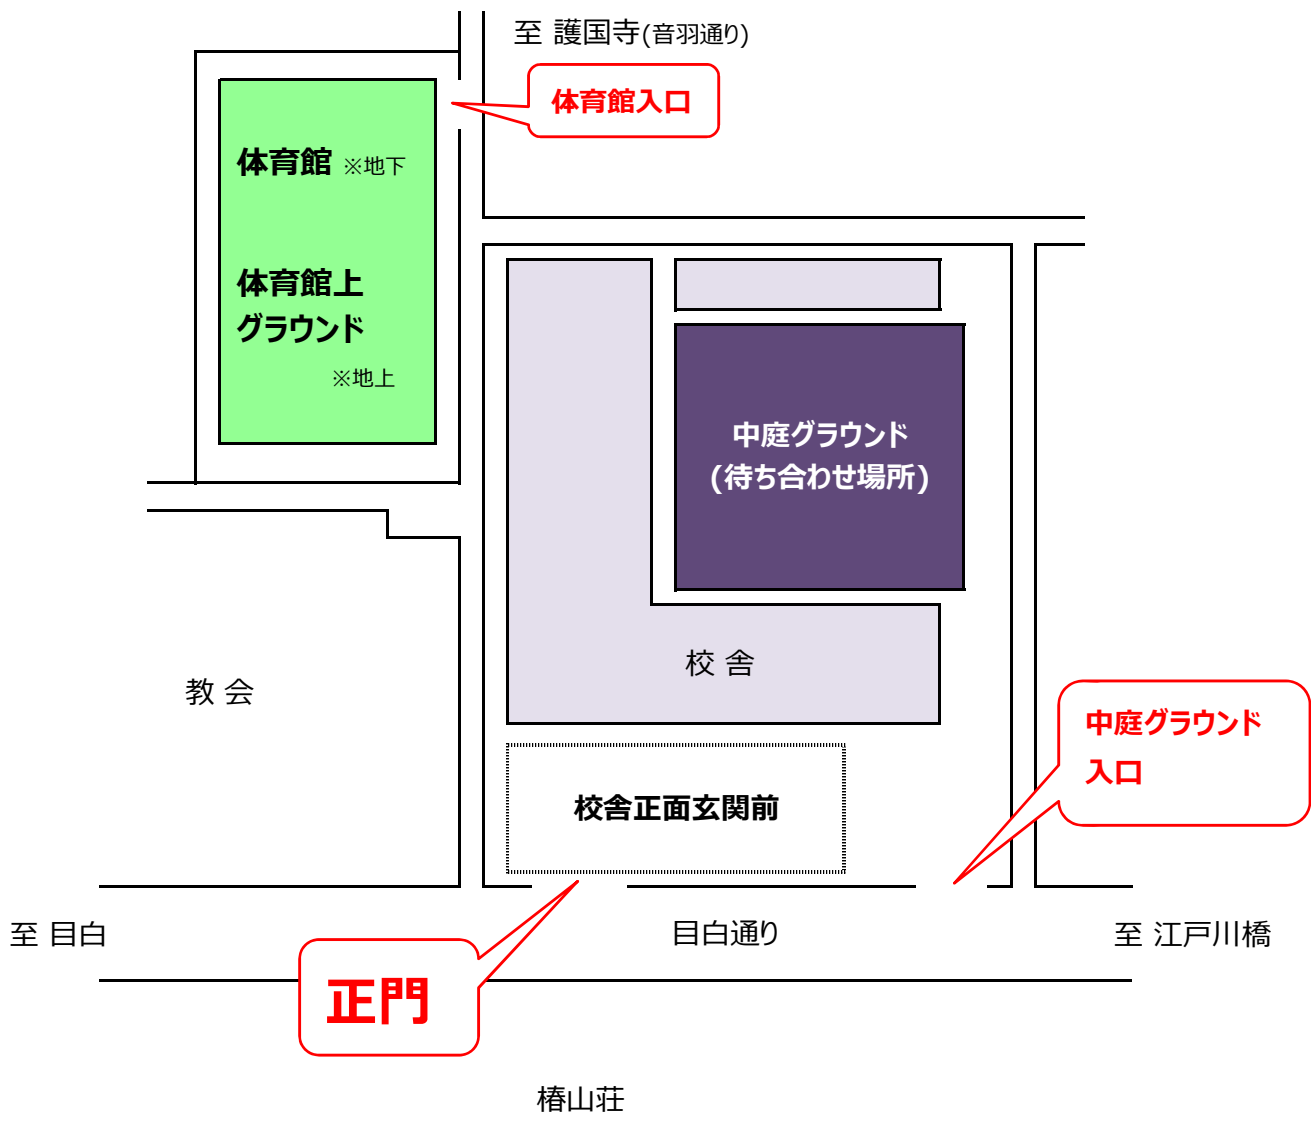 至 護国寺(音羽通り)
体育館入口
体育館 ※地下
体育館上
グラウンド
※地上
中庭グラウンド
(待ち合わせ場所)
校 舎
教 会
中庭グラウンド
入口
校舎正面玄関前
至 目白
目白通り
至 江戸川橋
正門
椿山荘